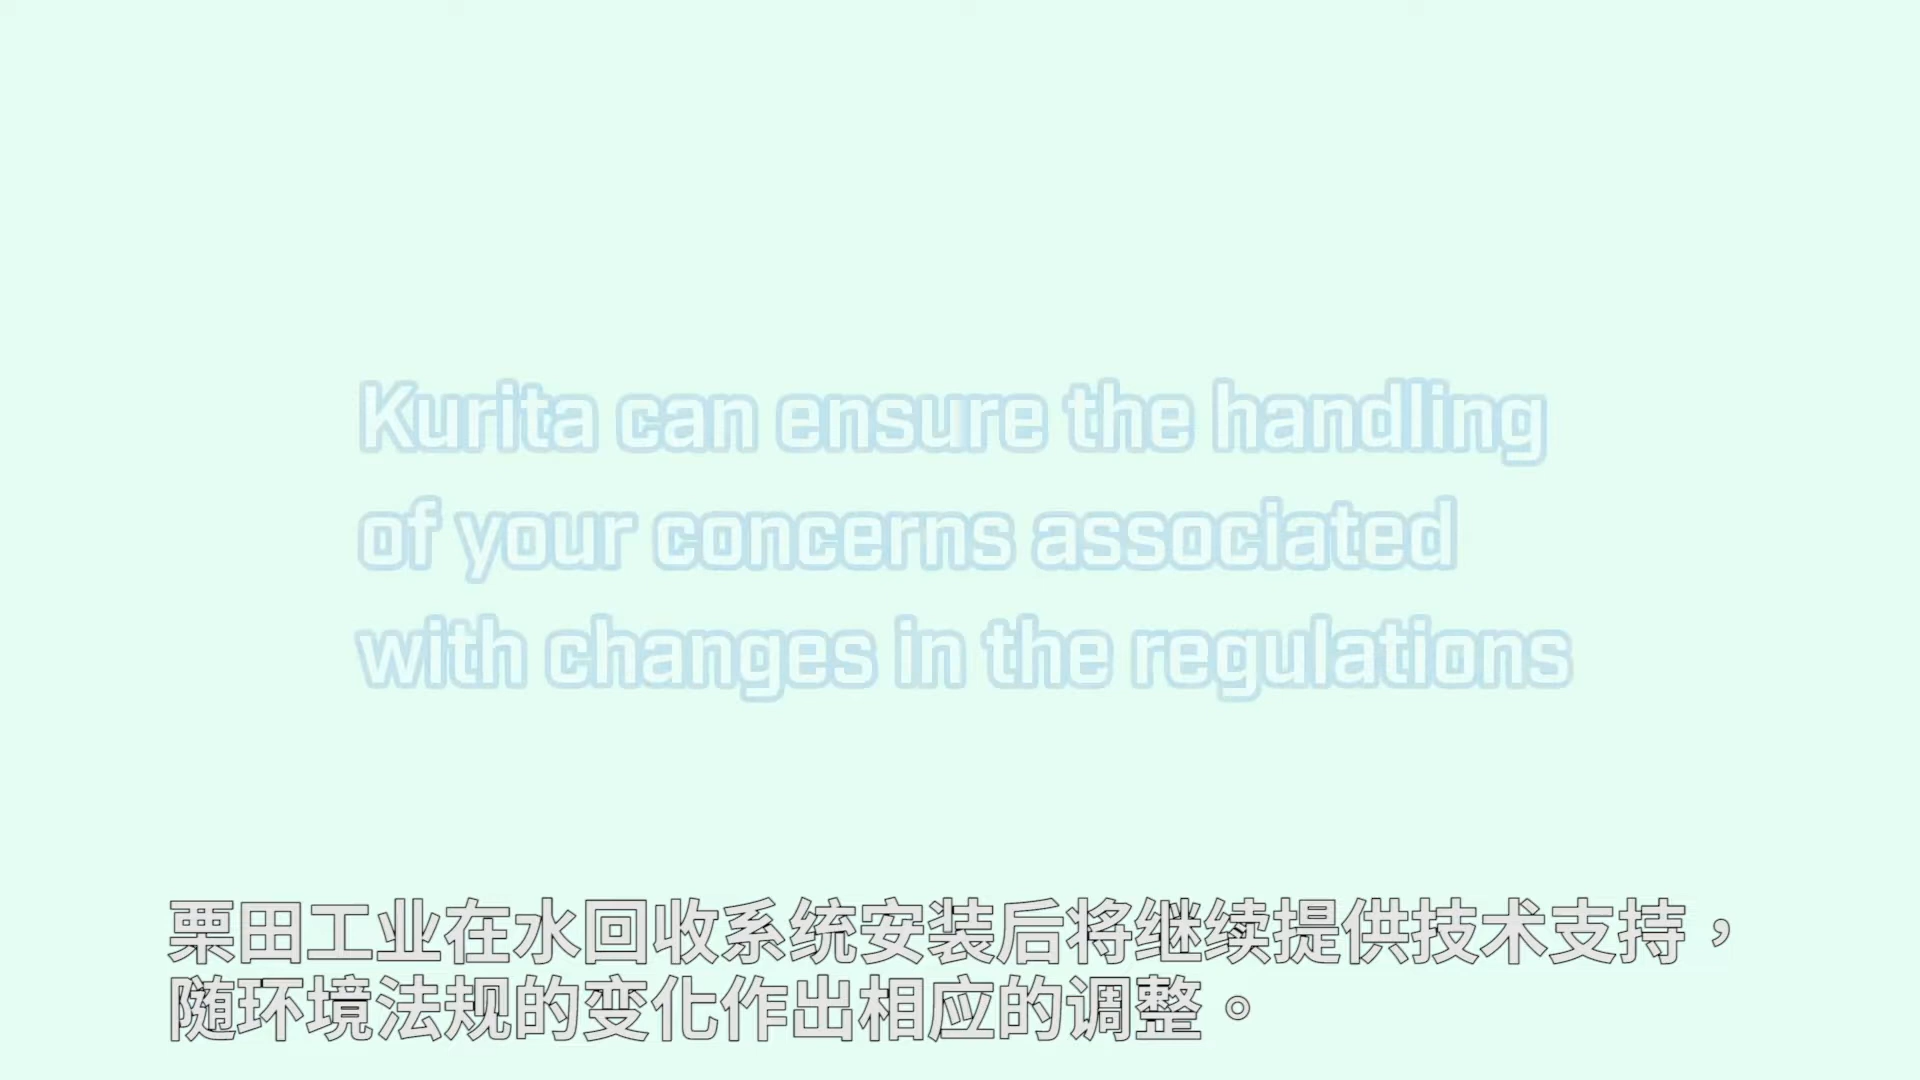 Kurita can ensure the handling
of your concerns associated
with changes in the regulations
栗田工业在水回收系统安装后将继续提供技术支持，
随环境法规的变化作出相应的调整。